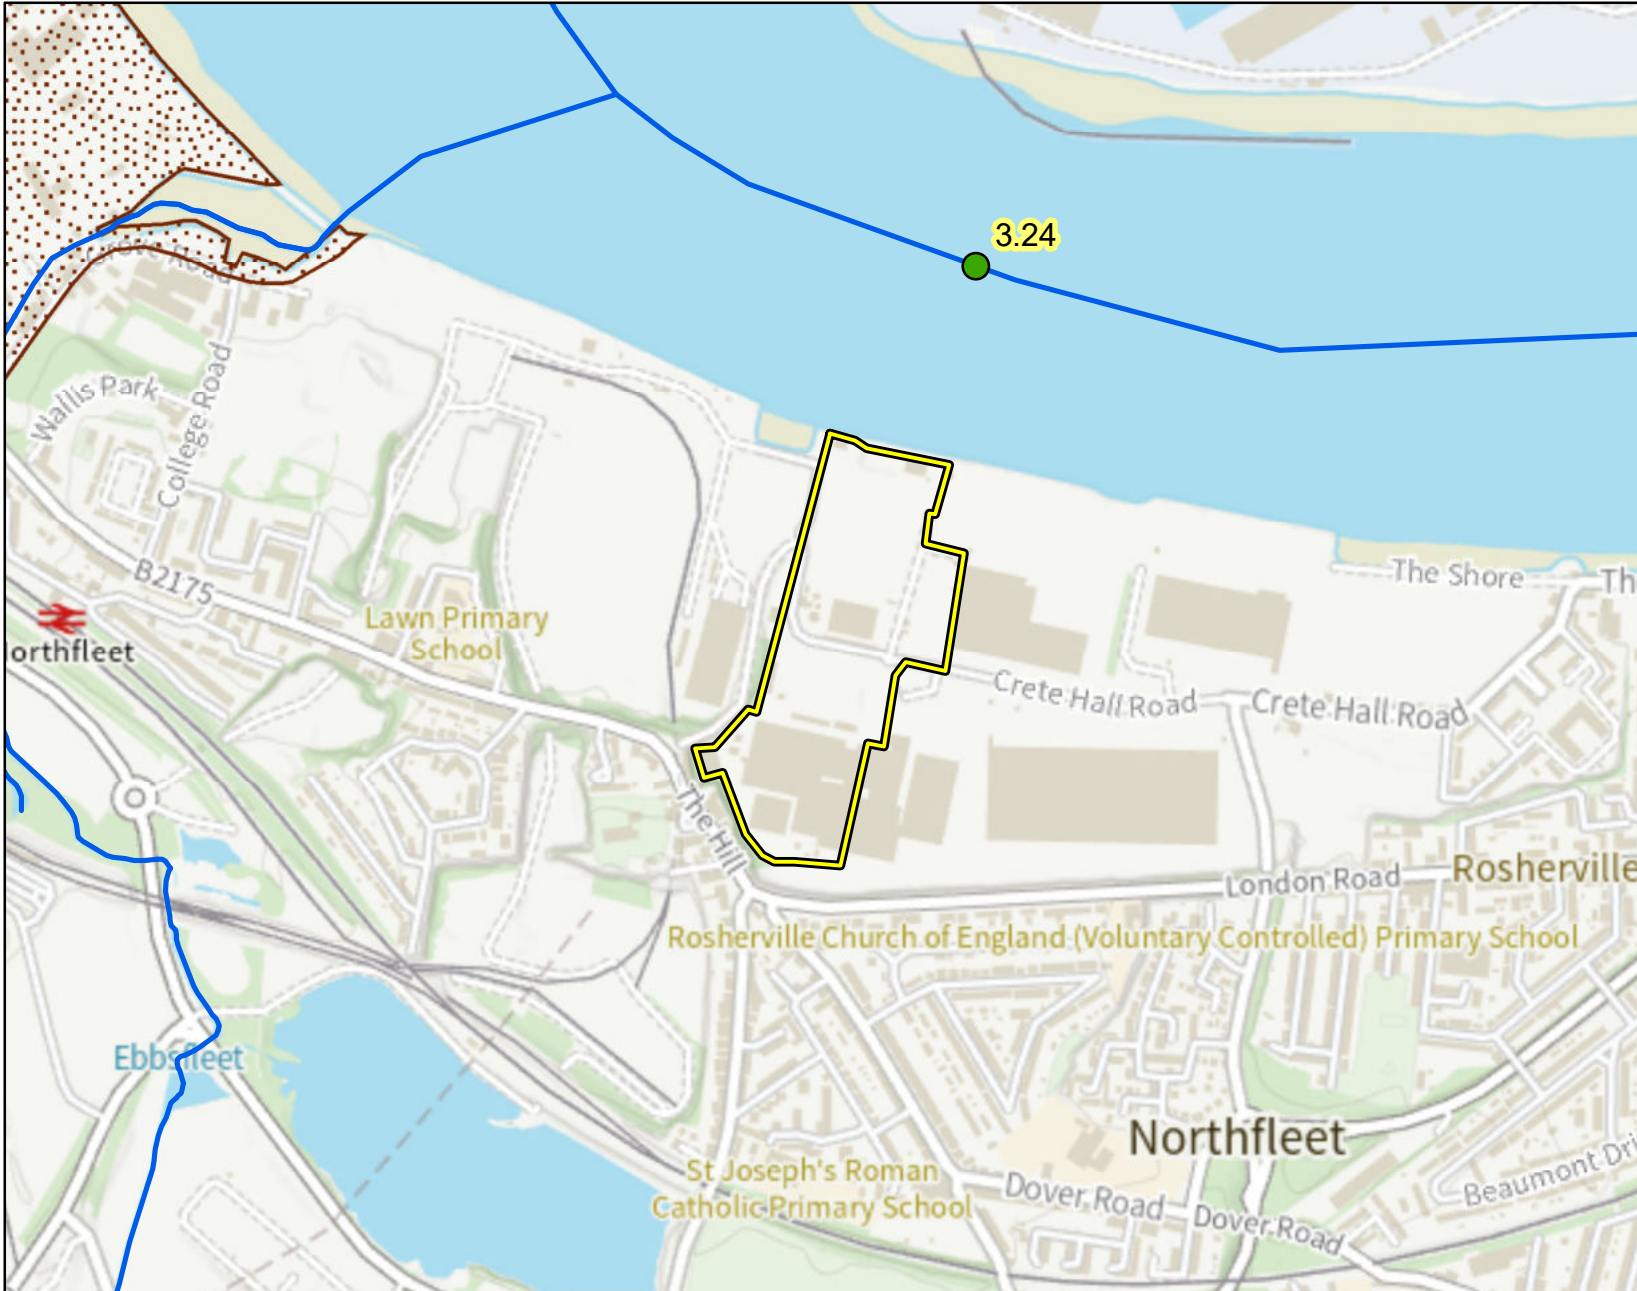 3.24
Grove Road
Wallis Park
College Road
B2175
Lawn Primary
School
orthfleet
The Shore
Th
Crete Hall Road
Crete Hall Road
The Hill
London Road
Rosherville
Rosherville Church of England (Voluntary Controlled) Primary School
Ebbsfleet
Northfleet
St Joseph's Roman
Catholic Primary School
Dover Road
Dover Road
Beaumont Dri